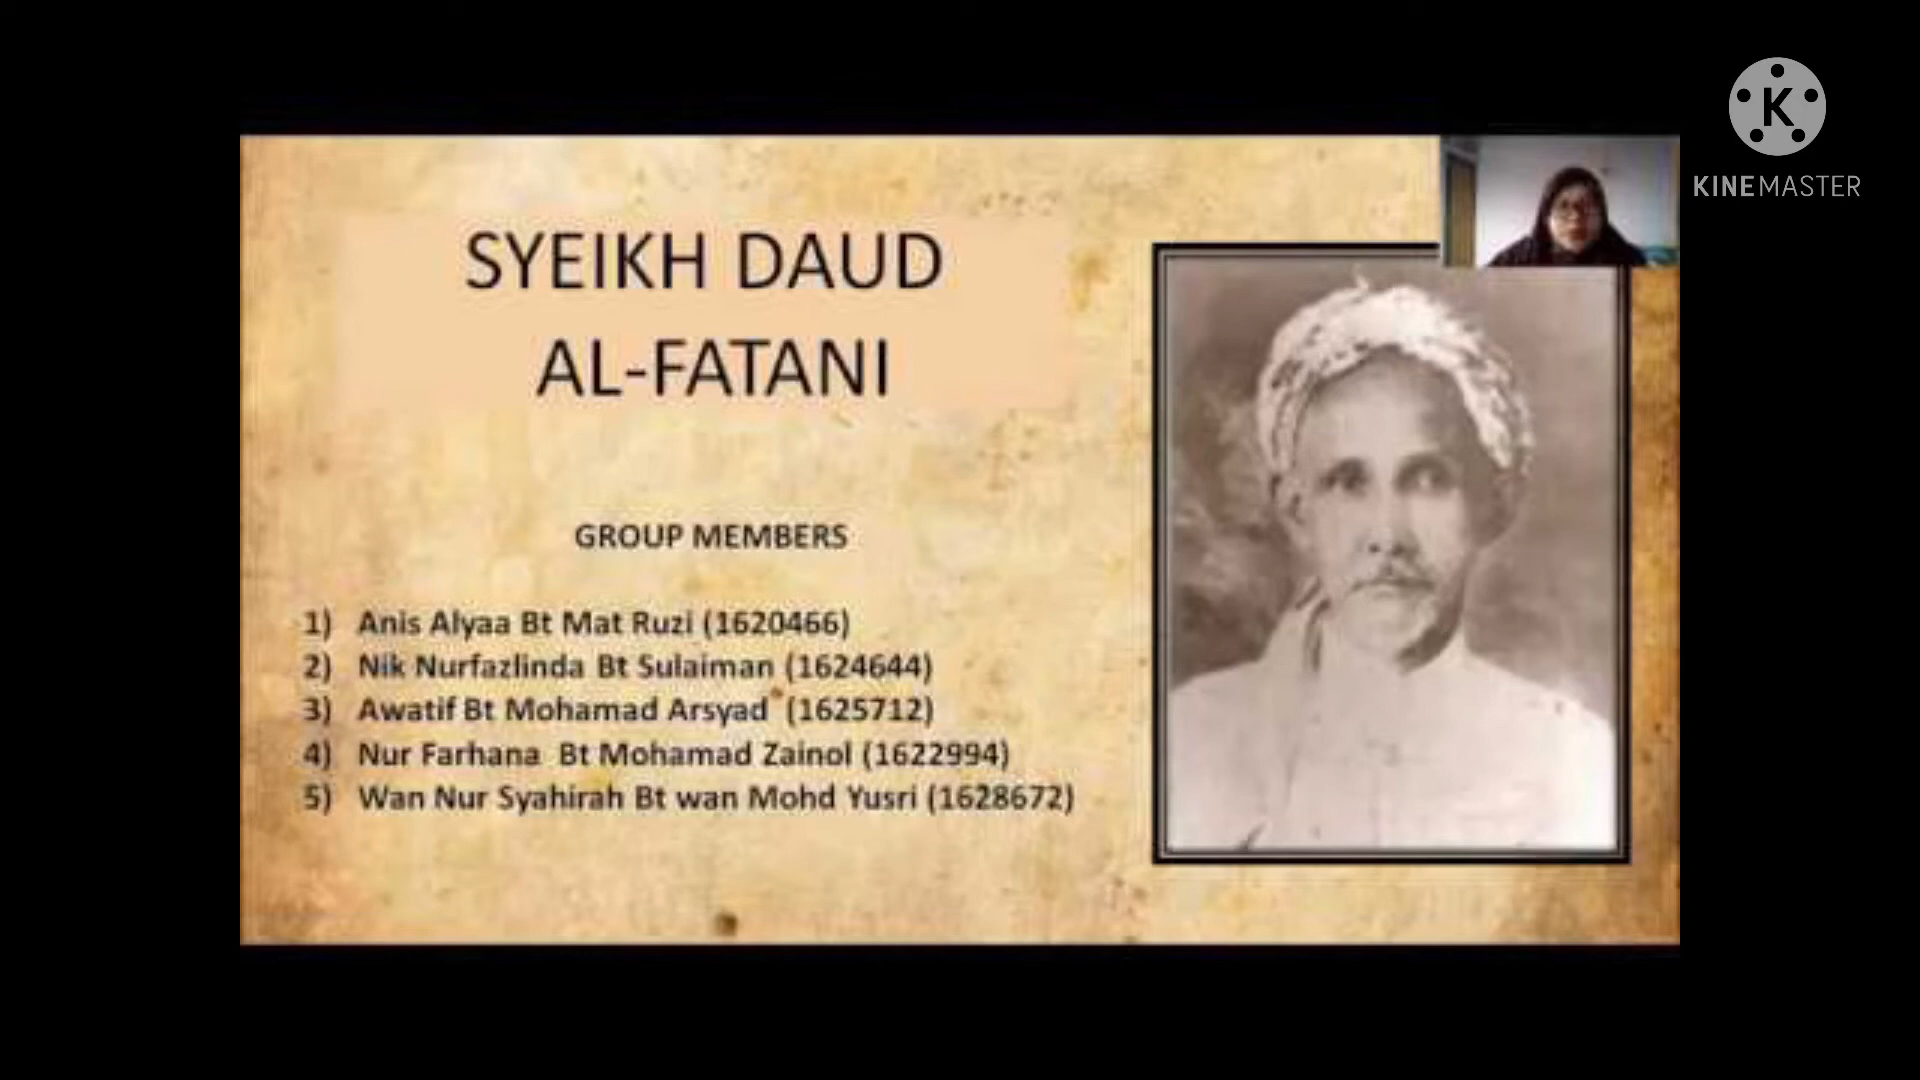 SYEIKH DAUD
AL-FATANI
GROUP MEMBERS
1) Anis Alyaa Bt Mat Ruzi (1620466)
2) Nik Nurfazlinda Bt Sulaiman (1624644)
3) Awatif Bt Mohamad Arsyad (1625712)
4) Nur Farhana Bt Mohamad Zainol (1622994)
5) Wan Nur Syahirah Bt wan Mohd Yusri (1628672)
K
KINEMASTER